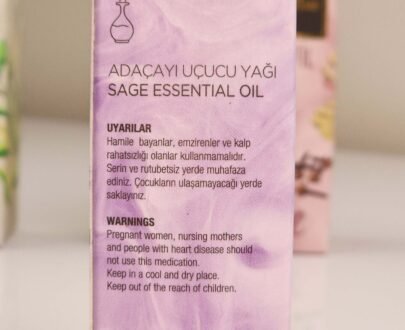 ADAÇAYI UÇUCU YAĞI
SAGE ESSENTIAL OIL
UYARILAR
Hamile bayanlar, emzirenler ve kalp
rahatsızlığı olanlar kullanmamalıdır.
Serin ve rutubetsiz yerde muhafaza
ediniz. Çocukların ulaşamayacağı yerde
saklayınız.
WARNINGS
Pregnant women, nursing mothers
and people with heart disease should
not use this medication.
Keep in a cool and dry place.
Keep out of the reach of children.